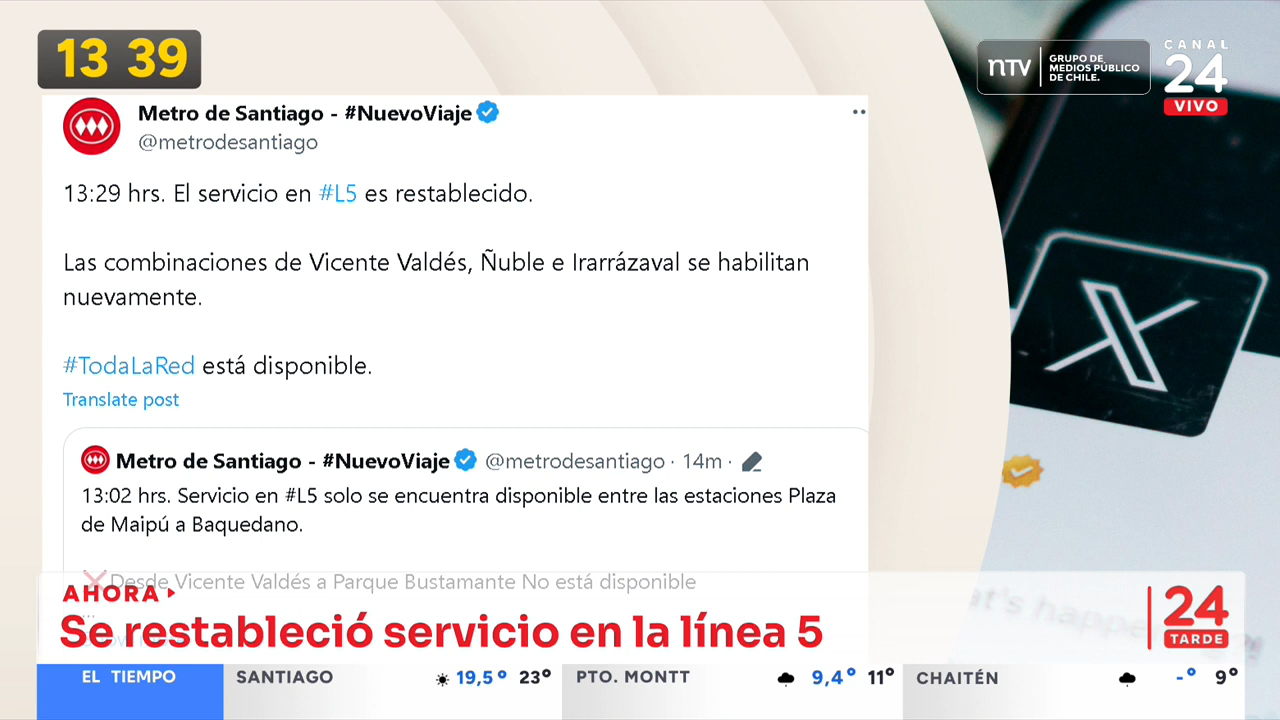 13 39
nTV
GRUPO DE
MEDIOS PÚBLICO
DE CHILE.
CANAL
24
VIVO
Metro de Santiago - #NuevoViaje
@metrodesantiago
13:29 hrs. El servicio en #L5 es restablecido.
Las combinaciones de Vicente Valdés, Ñuble e Irarrázaval se habilitan
nuevamente.
#TodaLaRed está disponible.
Translate post
Metro de Santiago - #NuevoViaje @metrodesantiago · 14m ·
13:02 hrs. Servicio en #L5 solo se encuentra disponible entre las estaciones Plaza
de Maipú a Baquedano.
❌Desde Vicente Valdés a Parque Bustamante No está disponible
...
AHORA
Se restableció servicio en la línea 5
24
TARDE
EL TIEMPO
SANTIAGO 19,5° 23°
PTO. MONTT 9,4° 11°
CHAITÉN -° 9°